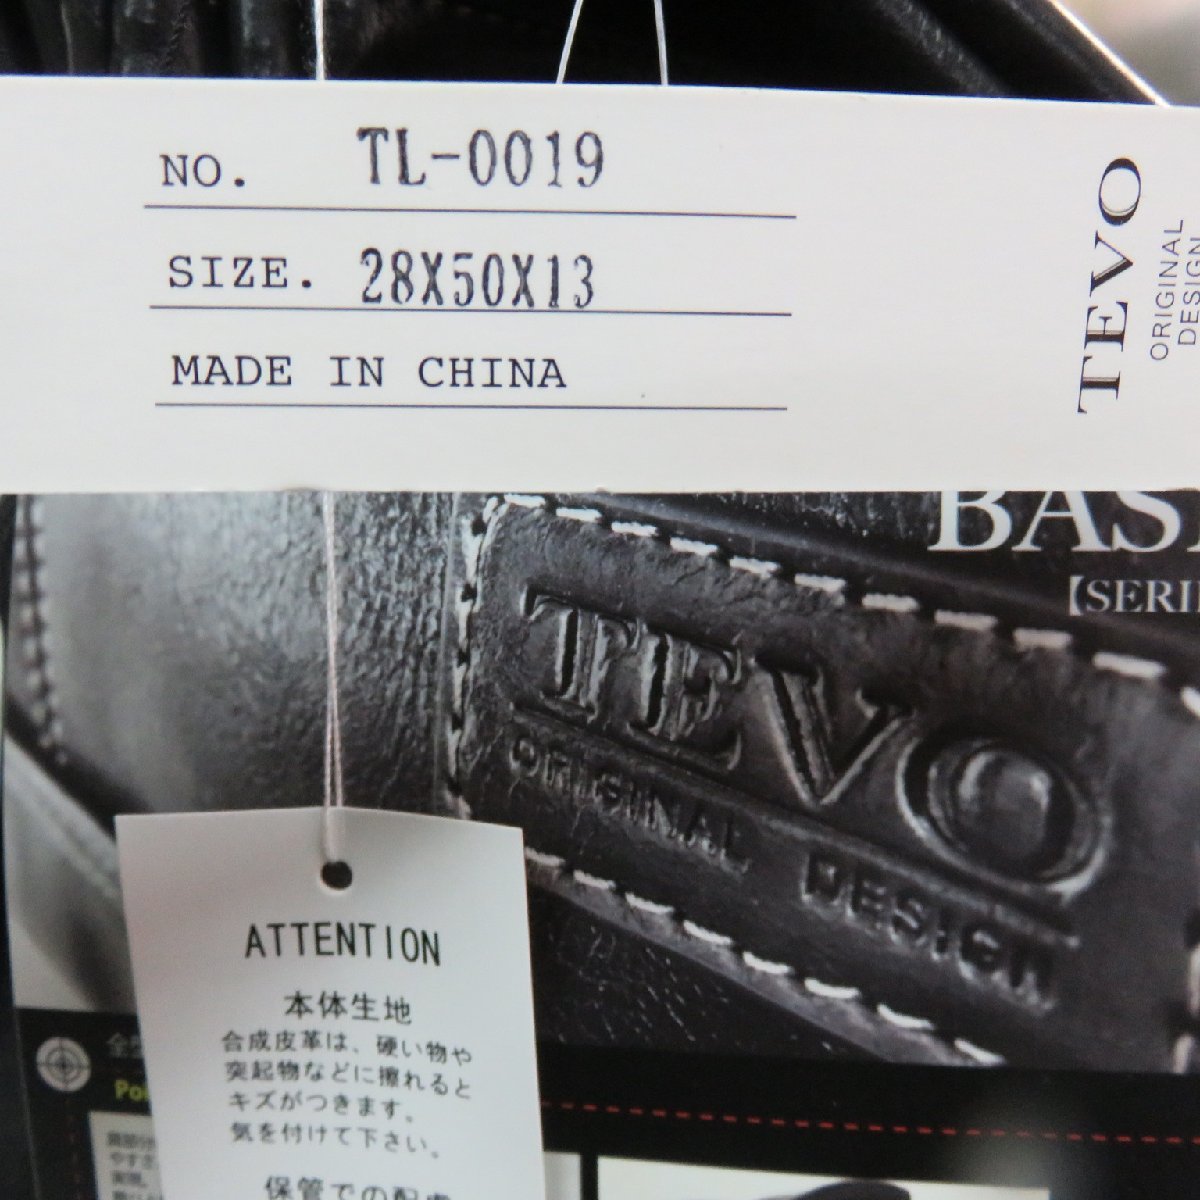 NO. TL-0019
SIZE. 28X50X13
MADE IN CHINA
TEVO
ORIGINAL
DESIGN
BAS
【SERI
TEVO
ORIGINAL DESIGN
ATTENTION
本体生地
合成皮革は、硬い物や
突起物などに擦れると
キズがつきます。
気を付けて下さい。
保管での配慮